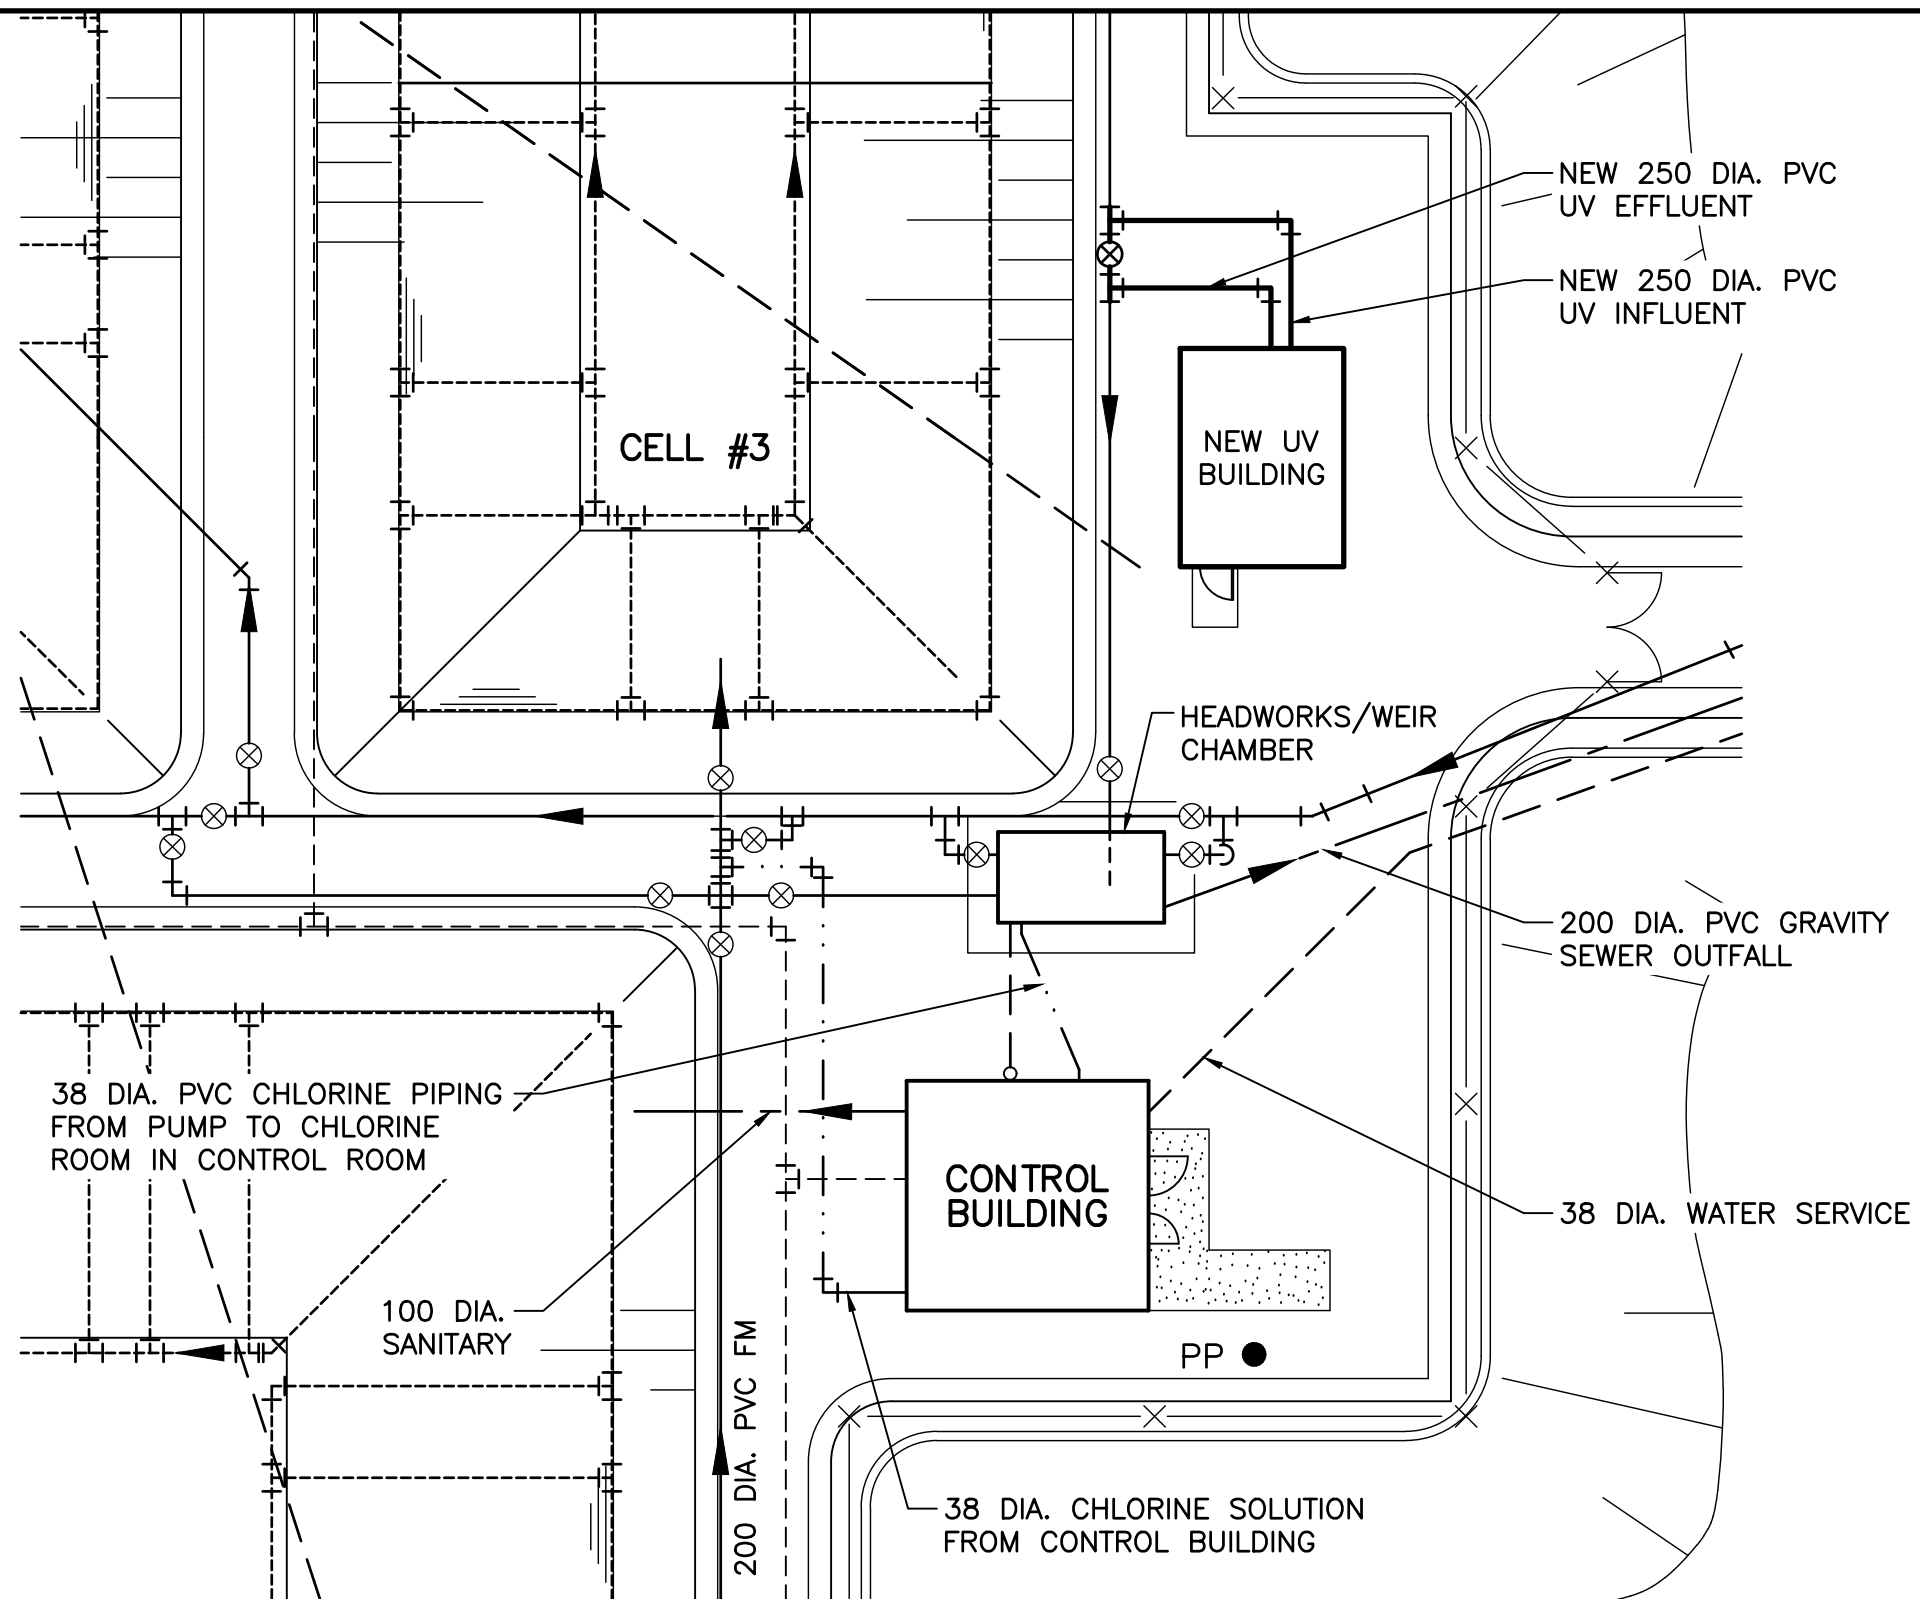 NEW 250 DIA. PVC
UV EFFLUENT
NEW 250 DIA. PVC
UV INFLUENT
CELL #3
NEW UV
BUILDING
HEADWORKS/WEIR
CHAMBER
200 DIA. PVC GRAVITY
SEWER OUTFALL
38 DIA. PVC CHLORINE PIPING
FROM PUMP TO CHLORINE
ROOM IN CONTROL ROOM
CONTROL
BUILDING
38 DIA. WATER SERVICE
100 DIA.
SANITARY
PP
200 DIA. PVC FM
38 DIA. CHLORINE SOLUTION
FROM CONTROL BUILDING